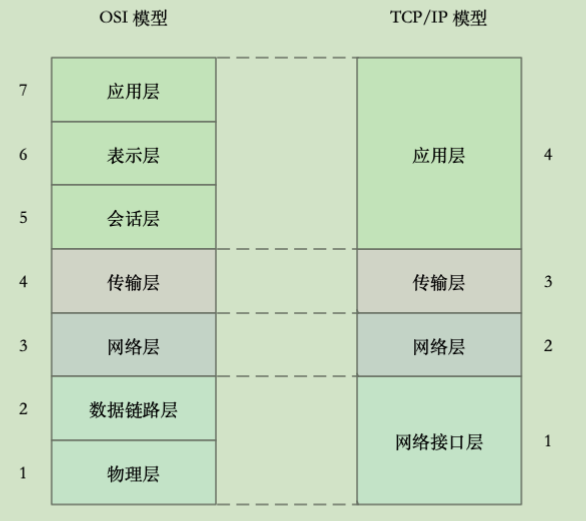 OSI 模型
TCP/IP 模型
7
应用层
6
表示层
5
会话层
4
传输层
3
网络层
2
数据链路层
1
物理层
应用层
4
传输层
3
网络层
2
网络接口层
1